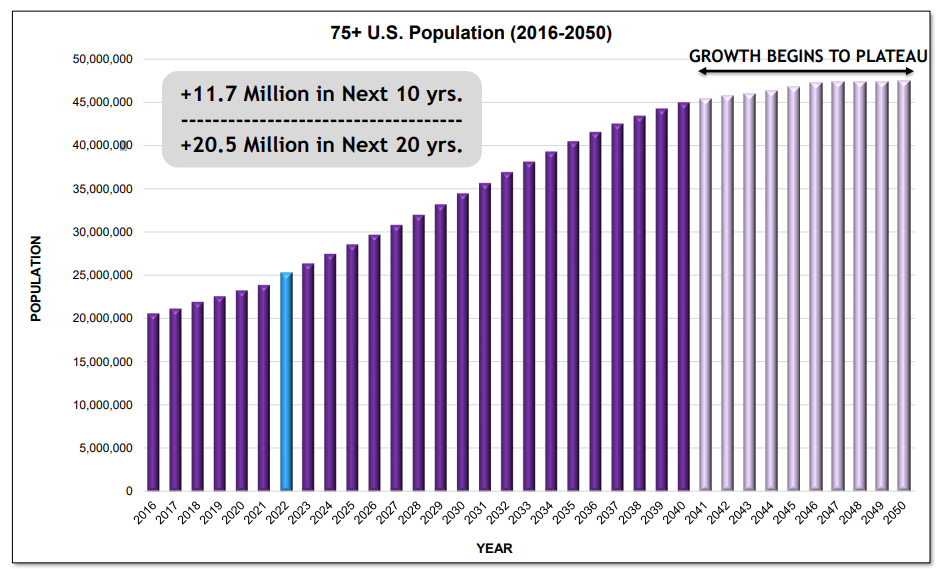 75+ U.S. Population (2016-2050)
GROWTH BEGINS TO PLATEAU
+11.7 Million in Next 10 yrs.
------------------------------------
+20.5 Million in Next 20 yrs.
50,000,000
45,000,000
40,000,000
35,000,000
30,000,000
25,000,000
20,000,000
15,000,000
10,000,000
5,000,000
0
POPULATION
2016 2017 2018 2019 2020 2021 2022 2023 2024 2025 2026 2027 2028 2029 2030 2031 2032 2033 2034 2035 2036 2037 2038 2039 2040 2041 2042 2043 2044 2045 2046 2047 2048 2049 2050
YEAR